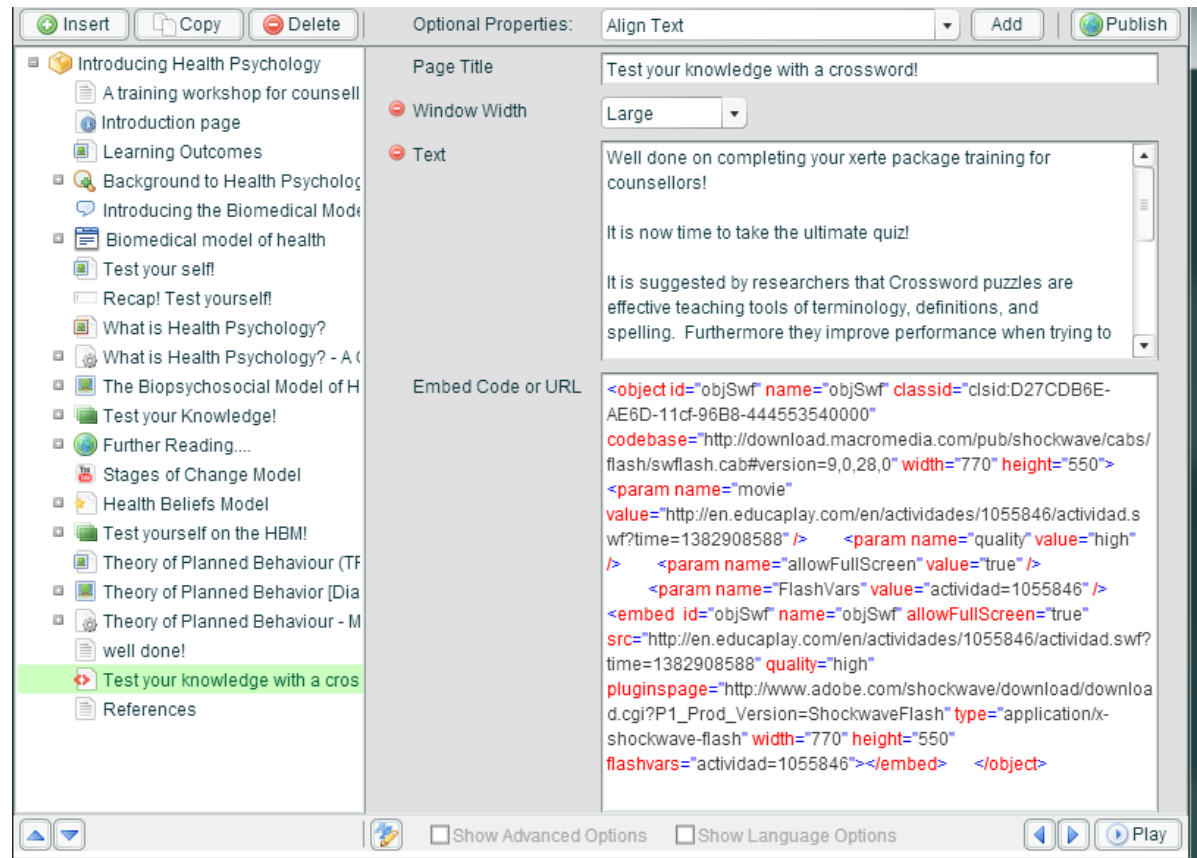 Insert Copy Delete Optional Properties: Align Text Add Publish
Introducing Health Psychology
A training workshop for counsell
Introduction page
Learning Outcomes
Background to Health Psycholog
Introducing the Biomedical Mode
Biomedical model of health
Test your self!
Recap! Test yourself!
What is Health Psychology?
What is Health Psychology? - A
The Biopsychosocial Model of H
Test your Knowledge!
Further Reading....
You
Stages of Change Model
Health Beliefs Model
Test yourself on the HBM!
Theory of Planned Behaviour (TF
Theory of Planned Behavior [Dia
Theory of Planned Behaviour - M
well done!
Test your knowledge with a cros
References
Page Title Test your knowledge with a crossword!
Window Width Large
Text
Well done on completing your xerte package training for
counsellors!
It is now time to take the ultimate quiz!
It is suggested by researchers that Crossword puzzles are
effective teaching tools of terminology, definitions, and
spelling. Furthermore they improve performance when trying to
Embed Code or URL
<object id="objSwf" name="objSwf" classid="clsid:D27CDB6E-
AE6D-11cf-96B8-444553540000"
codebase="http://download.macromedia.com/pub/shockwave/cabs/
flash/swflash.cab#version=9,0,28,0" width="770" height="550">
<param name="movie"
value="http://en.educaplay.com/en/actividades/1055846/actividad.s
wf?time=1382908588" /> <param name="quality" value="high"
/> <param name="allowFullScreen" value="true" />
<param name="FlashVars" value="actividad=1055846" />
<embed id="objSwf" name="objSwf" allowFullScreen="true"
src="http://en.educaplay.com/en/actividades/1055846/actividad.swf?
time=1382908588" quality="high"
pluginspage="http://www.adobe.com/shockwave/download/downloa
d.cgi?P1_Prod_Version=ShockwaveFlash" type="application/x-
shockwave-flash" width="770" height="550"
flashvars="actividad=1055846"></embed> </object>
Show Advanced Options Show Language Options Play